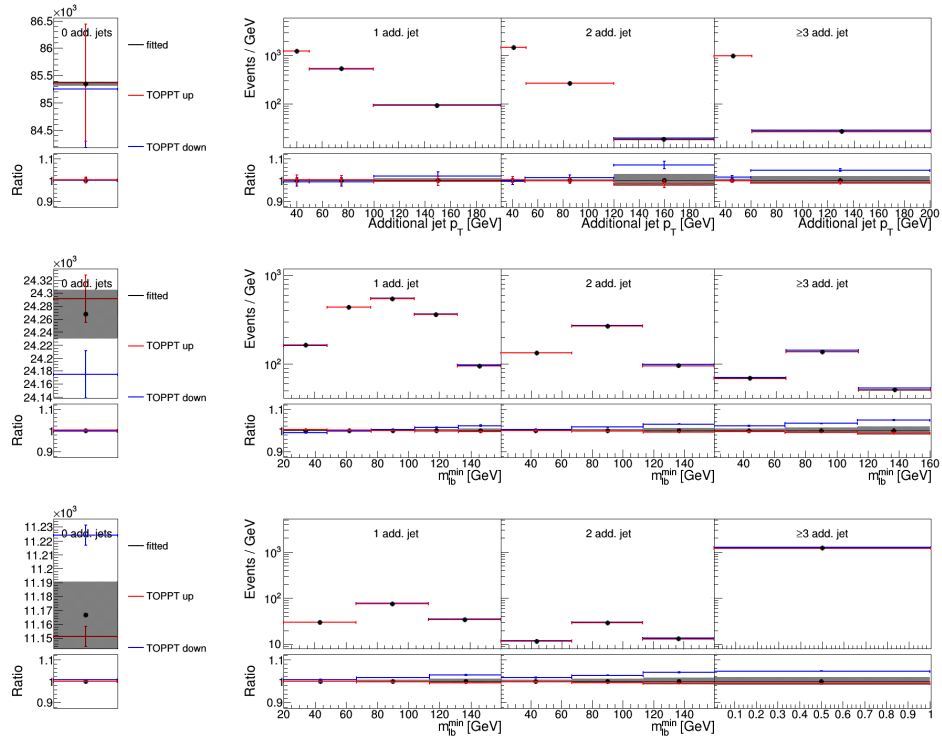 ×10³
86.5
86
85.5
85
84.5
0 add. jets
fitted
TOPPT up
TOPPT down
Ratio
1.1
1
0.9
Events / GeV
10³
10²
1 add. jet
2 add. jet
≥3 add. jet
Ratio
1.1
1
0.9
40 60 80 100 120 140 160 180
40 60 80 100 120 140 160 180
40 60 80 100 120 140 160 180 200
Additional jet p_T [GeV]
Additional jet p_T [GeV]
Additional jet p_T [GeV]
×10³
24.32
24.3
24.28
24.26
24.24
24.22
24.2
24.18
24.16
24.14
0 add. jets
fitted
TOPPT up
TOPPT down
Ratio
1.1
1
0.9
Events / GeV
10³
10²
1 add. jet
2 add. jet
≥3 add. jet
Ratio
1.1
1
0.9
20 40 60 80 100 120 140
40 60 80 100 120 140
40 60 80 100 120 140 160
m_lb^min [GeV]
m_lb^min [GeV]
m_lb^min [GeV]
×10³
11.23
11.22
11.21
11.2
11.19
11.18
11.17
11.16
11.15
0 add. jets
fitted
TOPPT up
TOPPT down
Ratio
1.1
1
0.9
Events / GeV
10³
10²
10
1 add. jet
2 add. jet
≥3 add. jet
Ratio
1.1
1
0.9
20 40 60 80 100 120 140
40 60 80 100 120 140
0.1 0.2 0.3 0.4 0.5 0.6 0.7 0.8 0.9 1
m_lb^min [GeV]
m_lb^min [GeV]